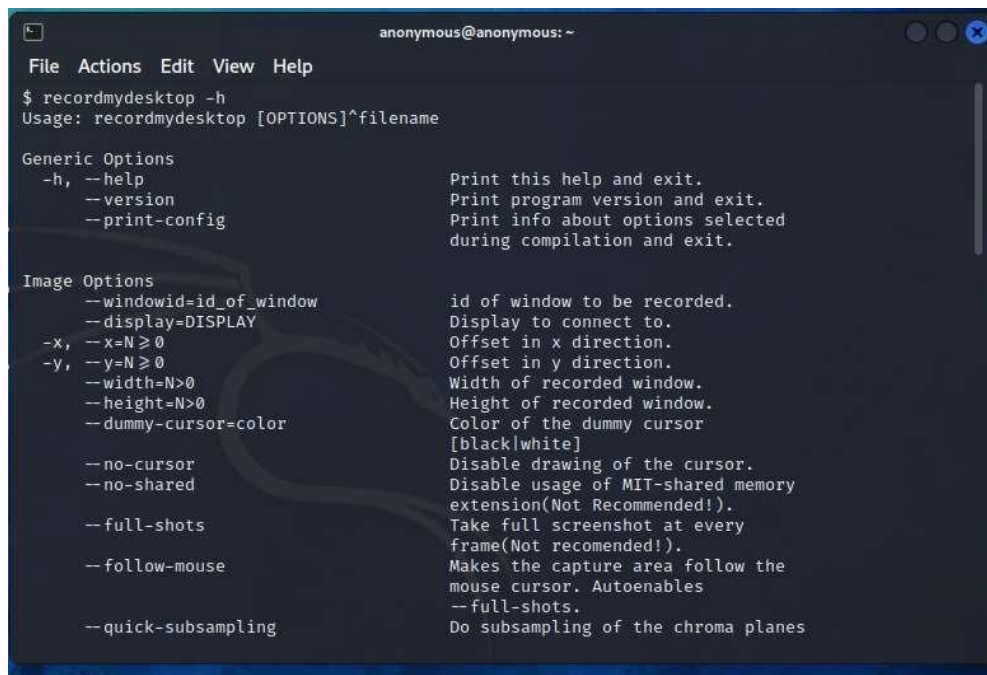 anonymous@anonymous: ~
File Actions Edit View Help
$ recordmydesktop -h
Usage: recordmydesktop [OPTIONS]^filename
Generic Options
-h, --help Print this help and exit.
--version Print program version and exit.
--print-config Print info about options selected
during compilation and exit.
Image Options
--windowid=id_of_window id of window to be recorded.
--display=DISPLAY Display to connect to.
-x, --x=N≥0 Offset in x direction.
-y, --y=N≥0 Offset in y direction.
--width=N>0 Width of recorded window.
--height=N>0 Height of recorded window.
--dummy-cursor=color Color of the dummy cursor
[black|white]
--no-cursor Disable drawing of the cursor.
--no-shared Disable usage of MIT-shared memory
extension(Not Recommended!).
--full-shots Take full screenshot at every
frame(Not recomended!).
--follow-mouse Makes the capture area follow the
mouse cursor. Autoenables
--full-shots.
--quick-subsampling Do subsampling of the chroma planes